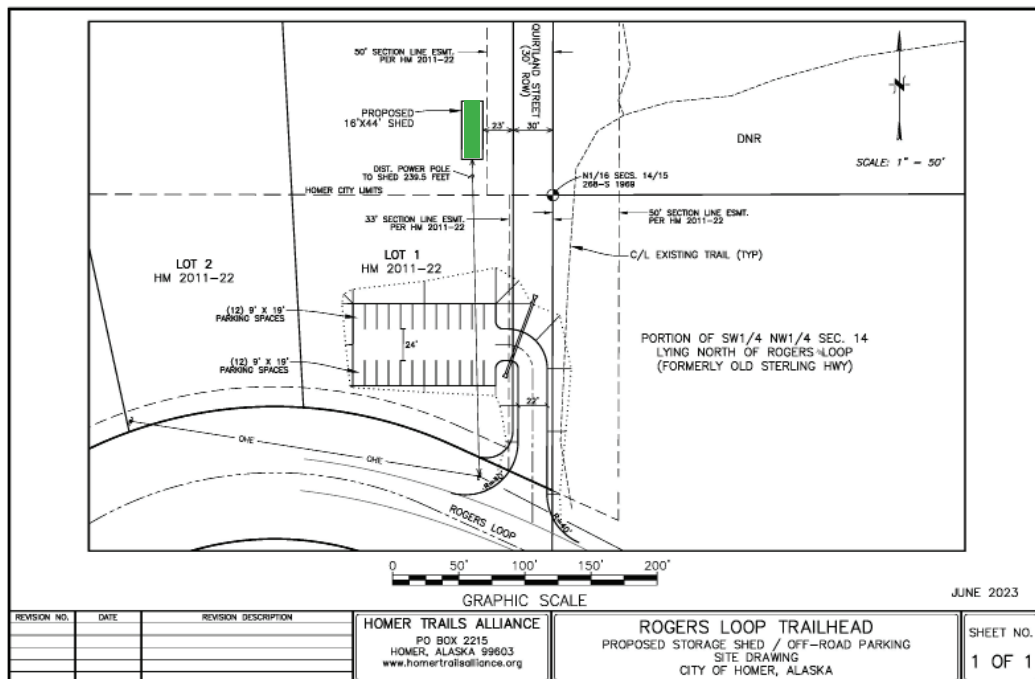 50' SECTION LINE ESMT.
PER HM 2011-22
QUIRTLAND STREET
(30' ROW)
PROPOSED
16'X44' SHED
23'
30'
DNR
N
SCALE: 1" = 50'
DIST. POWER POLE
TO SHED 239.5 FEET
HOMER CITY LIMITS
N1/16 SECS. 14/15
268-S 1969
33' SECTION LINE ESMT.
PER HM 2011-22
50' SECTION LINE ESMT.
PER HM 2011-22
C/L EXISTING TRAIL (TYP)
LOT 2
HM 2011-22
LOT 1
HM 2011-22
(12) 9' X 19'
PARKING SPACES
24'
(12) 9' X 19'
PARKING SPACES
PORTION OF SW1/4 NW1/4 SEC. 14
LYING NORTH OF ROGERS LOOP
(FORMERLY OLD STERLING HWY)
22'
OHE
OHE
R=40'
ROGERS LOOP
0 50' 100' 150' 200'
GRAPHIC SCALE
JUNE 2023
REVISION NO. DATE REVISION DESCRIPTION
HOMER TRAILS ALLIANCE
PO BOX 2215
HOMER, ALASKA 99603
www.homertrailsalliance.org
ROGERS LOOP TRAILHEAD
PROPOSED STORAGE SHED / OFF-ROAD PARKING
SITE DRAWING
CITY OF HOMER, ALASKA
SHEET NO.
1 OF 1